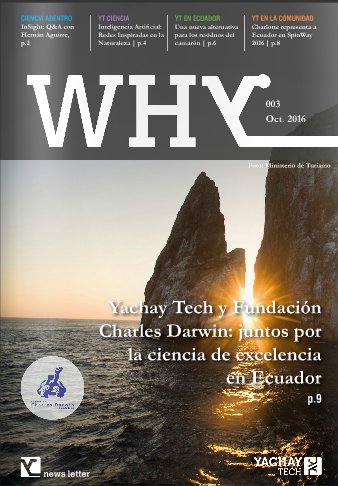 CIENCIA ADENTRO
InSight: Q&A con
Hernán Aguirre,
p.2
YT CIENCIA
Inteligencia Artificial:
Redes Inspiradas en la
Naturaleza | p.4
YT EN ECUADOR
Una nueva alternativa
para los residuos del
camarón | p.6
YT EN LA COMUNIDAD
Charlotte representa a
Ecuador en SpinWay
2016 | p.8
WHY
003
Oct. 2016
Foto: Ministerio de Turismo
Yachay Tech y Fundación
Charles Darwin: juntos por
la ciencia de excelencia
en Ecuador
p.9
Charles Darwin
news letter
YACHAY
TECH